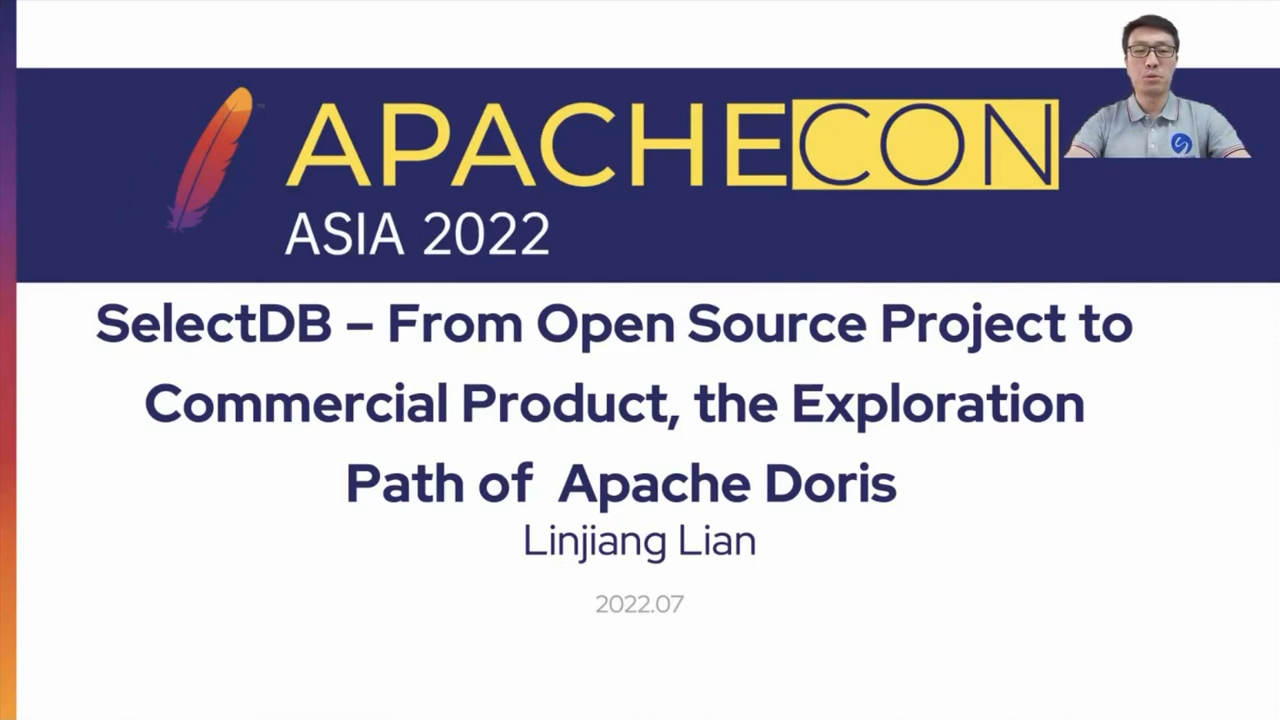 APACHECON
ASIA 2022
SelectDB – From Open Source Project to
Commercial Product, the Exploration
Path of Apache Doris
Linjiang Lian
2022.07